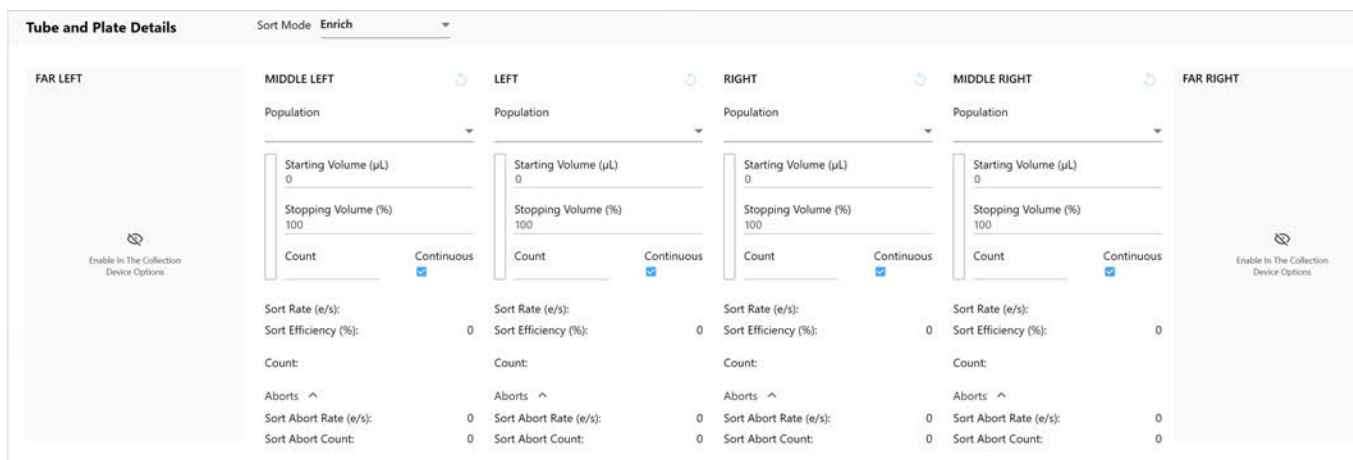 Tube and Plate Details
Sort Mode Enrich
FAR LEFT
Enable In The Collection
Device Options
MIDDLE LEFT
Population
Starting Volume (µL)
0
Stopping Volume (%)
100
Count Continuous
Sort Rate (e/s):
Sort Efficiency (%): 0
Count:
Aborts
Sort Abort Rate (e/s): 0
Sort Abort Count: 0
LEFT
Population
Starting Volume (µL)
0
Stopping Volume (%)
100
Count Continuous
Sort Rate (e/s):
Sort Efficiency (%): 0
Count:
Aborts
Sort Abort Rate (e/s): 0
Sort Abort Count: 0
RIGHT
Population
Starting Volume (µL)
0
Stopping Volume (%)
100
Count Continuous
Sort Rate (e/s):
Sort Efficiency (%): 0
Count:
Aborts
Sort Abort Rate (e/s): 0
Sort Abort Count: 0
MIDDLE RIGHT
Population
Starting Volume (µL)
0
Stopping Volume (%)
100
Count Continuous
Sort Rate (e/s):
Sort Efficiency (%): 0
Count:
Aborts
Sort Abort Rate (e/s): 0
Sort Abort Count: 0
FAR RIGHT
Enable In The Collection
Device Options